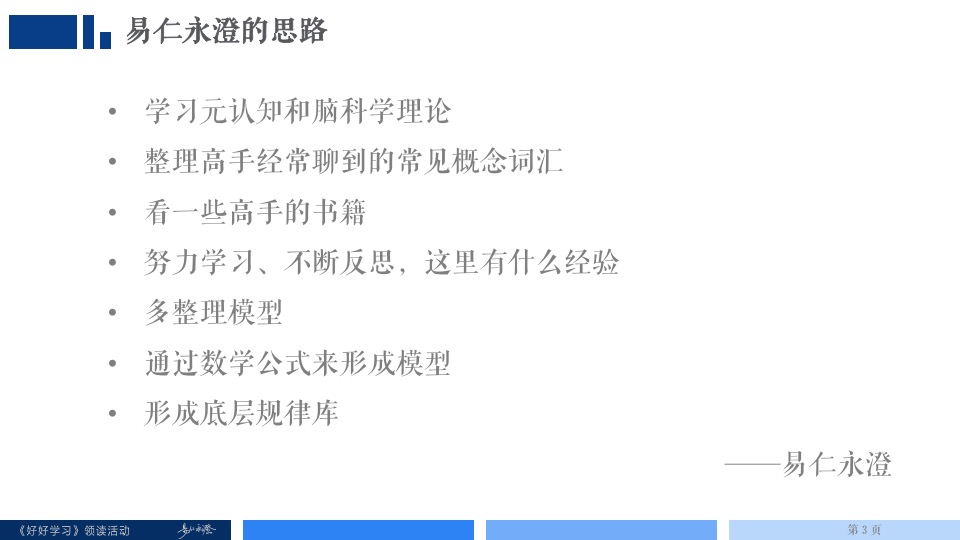 易仁永澄的思路
• 学习元认知和脑科学理论
• 整理高手经常聊到的常见概念词汇
• 看一些高手的书籍
• 努力学习、不断反思，这里有什么经验
• 多整理模型
• 通过数学公式来形成模型
• 形成底层规律库
——易仁永澄
《好好学习》领读活动 易仁永澄 第 3 页